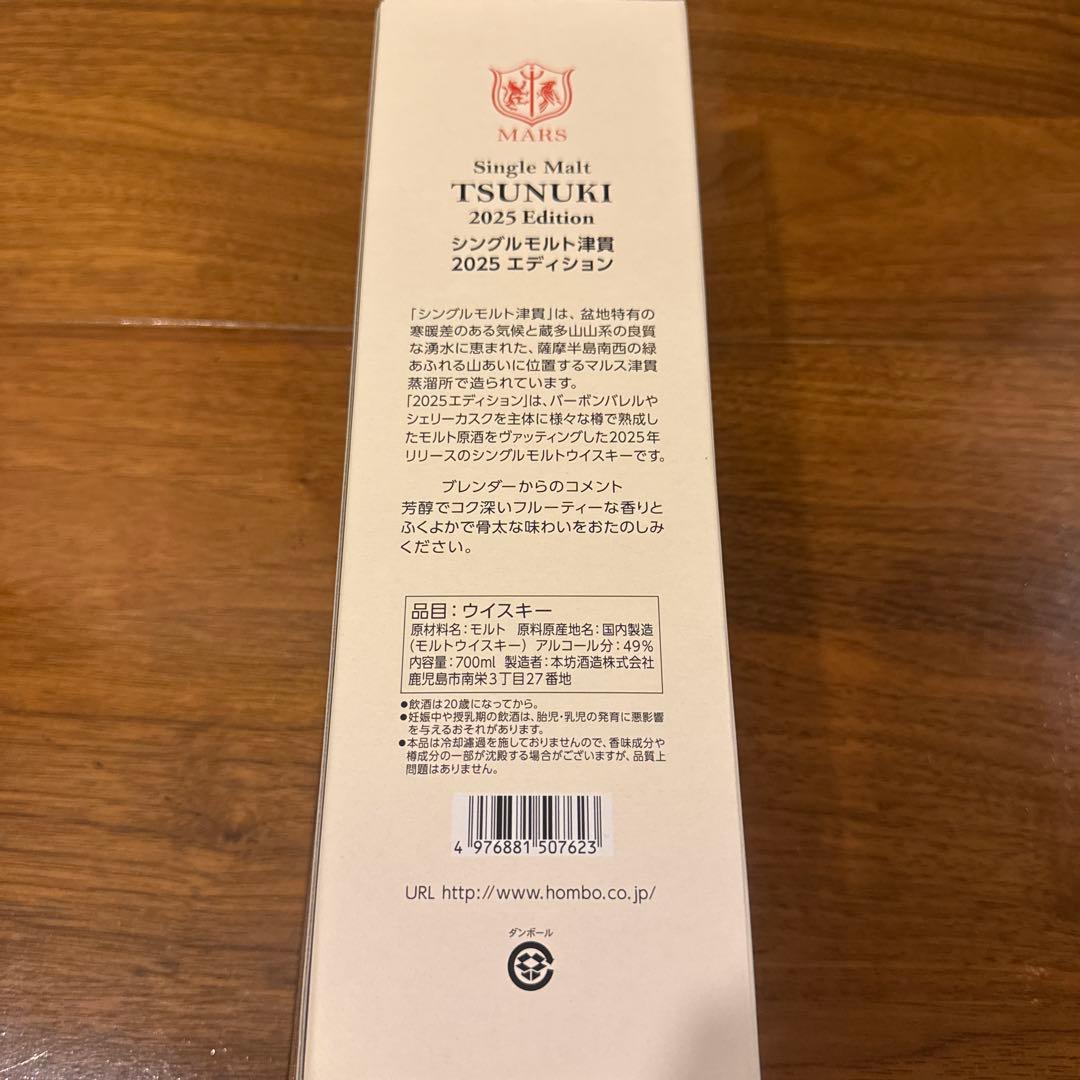 MARS
Single Malt
TSUNUKI
2025 Edition
シングルモルト津貫
2025 エディション
「シングルモルト津貫」は、盆地特有の
寒暖差のある気候と蔵多山山系の良質
な湧水に恵まれた、薩摩半島南西の緑
あふれる山あいに位置するマルス津貫
蒸溜所で造られています。
「2025エディション」は、バーボンバレルや
シェリーカスクを主体に様々な樽で熟成し
たモルト原酒をヴァッティングした2025年
リリースのシングルモルトウイスキーです。
ブレンダーからのコメント
芳醇でコク深いフルーティーな香りと
ふくよかで骨太な味わいをおたのしみ
ください。
品目：ウイスキー
原材料名：モルト 原料原産地名：国内製造
（モルトウイスキー） アルコール分：49%
内容量：700ml 製造者：本坊酒造株式会社
鹿児島市南栄3丁目27番地
●飲酒は20歳になってから。
●妊娠中や授乳期の飲酒は、胎児・乳児の発育に悪影響
を与えるおそれがあります。
●本品は冷却濾過を施しておりませんので、香味成分や
樽成分の一部が沈殿する場合がございますが、品質上
問題はありません。
4 976881 507623
URL http://www.hombo.co.jp/
ダンボール